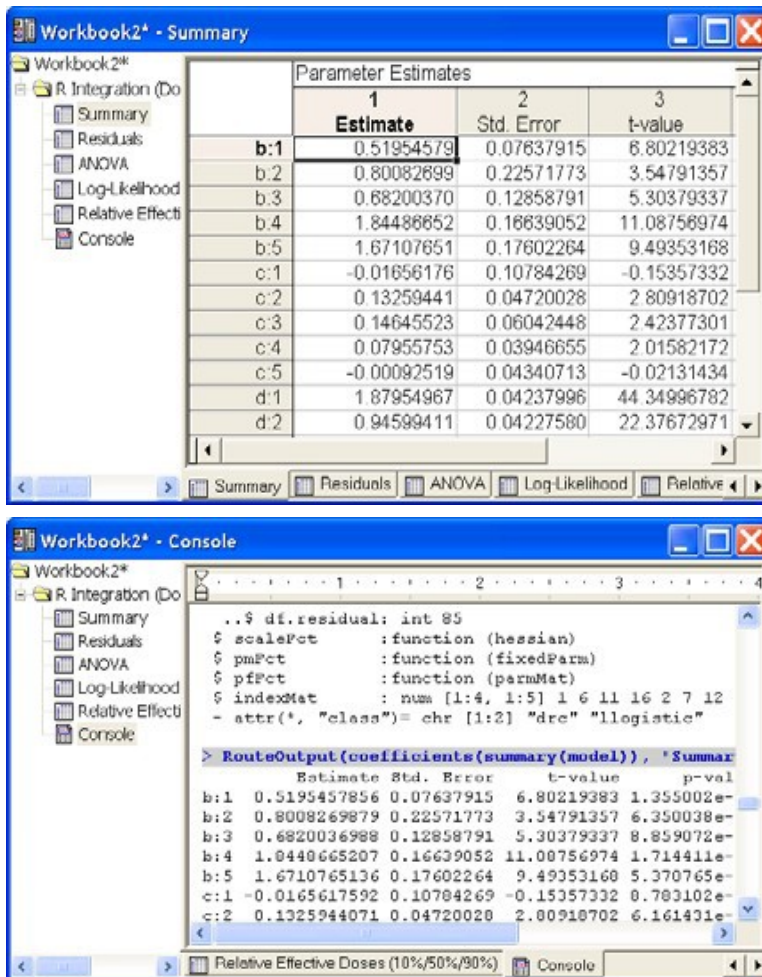 Workbook2* - Summary
Workbook2*
R Integration (Do
Summary
Residuals
ANOVA
Log-Likelihood
Relative Effecti
Console
Parameter Estimates
1 2 3
Estimate Std. Error t-value
b:1 0.51954579 0.07637915 6.80219383
b:2 0.80082699 0.22571773 3.54791357
b:3 0.68200370 0.12858791 5.30379337
b:4 1.84486652 0.16639052 11.08756974
b:5 1.67107651 0.17602264 9.49353168
c:1 -0.01656176 0.10784269 -0.15357332
c:2 0.13259441 0.04720028 2.80918702
c:3 0.14645523 0.06042448 2.42377301
c:4 0.07955753 0.03946655 2.01582172
c:5 -0.00092519 0.04340713 -0.02131434
d:1 1.87954967 0.04237996 44.34996782
d:2 0.94599411 0.04227580 22.37672971
Summary Residuals ANOVA Log-Likelihood Relative
Workbook2* - Console
Workbook2*
R Integration (Do
Summary
Residuals
ANOVA
Log-Likelihood
Relative Effecti
Console
1 2 3 4
..$ df.residual: int 85
$ scaleFct :function (hessian)
$ pmFct :function (fixedParm)
$ pfFct :function (parmMat)
$ indexMat : num [1:4, 1:5] 1 6 11 16 2 7 12
- attr(*, "class")= chr [1:2] "drc" "llogistic"
> RouteOutput(coefficients(summary(model)), "Summar
Estimate Std. Error t-value p-val
b:1 0.5195457856 0.07637915 6.80219383 1.355002e-
b:2 0.8008269879 0.22571773 3.54791357 6.350038e-
b:3 0.6820036988 0.12858791 5.30379337 8.859072e-
b:4 1.8448665207 0.16639052 11.08756974 1.714411e-
b:5 1.6710765136 0.17602264 9.49353168 5.370765e-
c:1 -0.0165617592 0.10784269 -0.15357332 8.783102e-
c:2 0.1325944071 0.04720028 2.80918702 6.161431e-
Relative Effective Doses (10%/50%/90%) Console